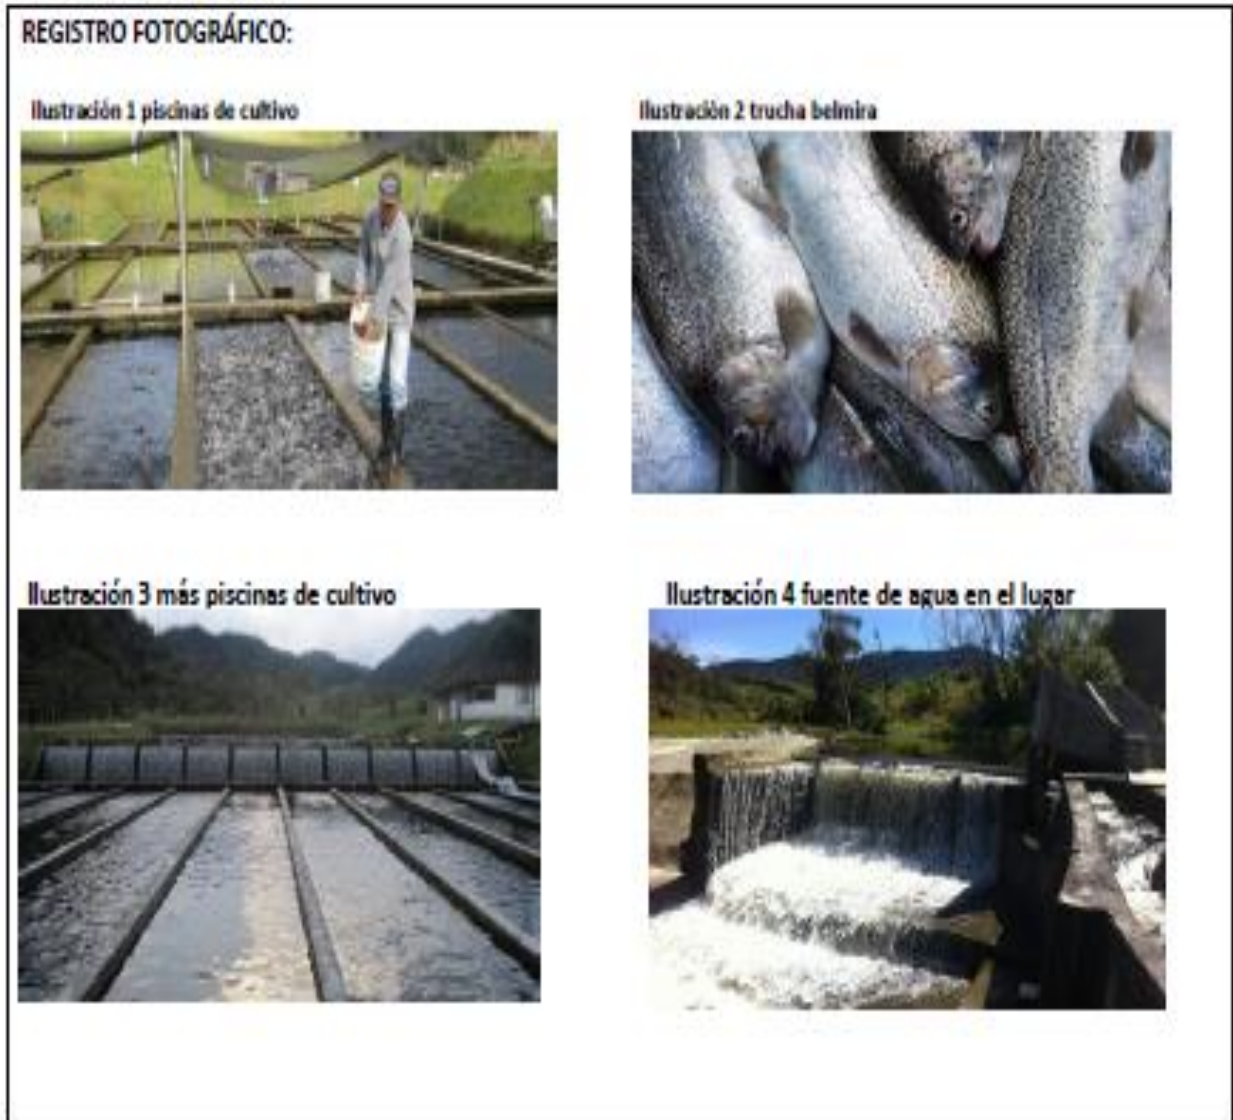 REGISTRO FOTOGRÁFICO:
Ilustración 1 piscinas de cultivo
Ilustración 2 trucha belmira
Ilustración 3 más piscinas de cultivo
Ilustración 4 fuente de agua en el lugar